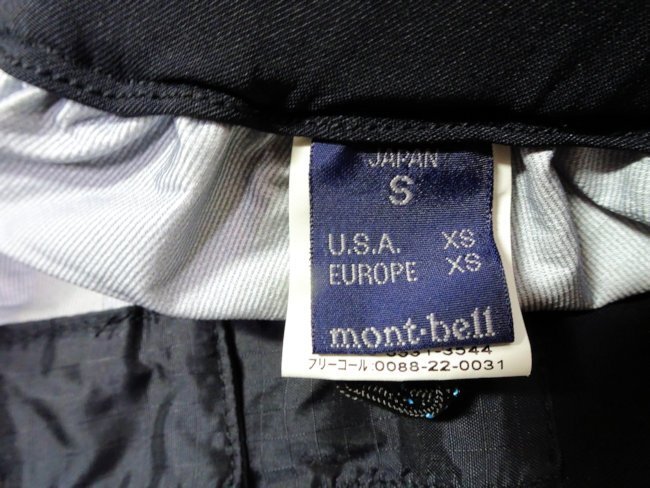 JAPAN
S
U.S.A. XS
EUROPE XS
mont-bell
フリーコール:0088-22-0031